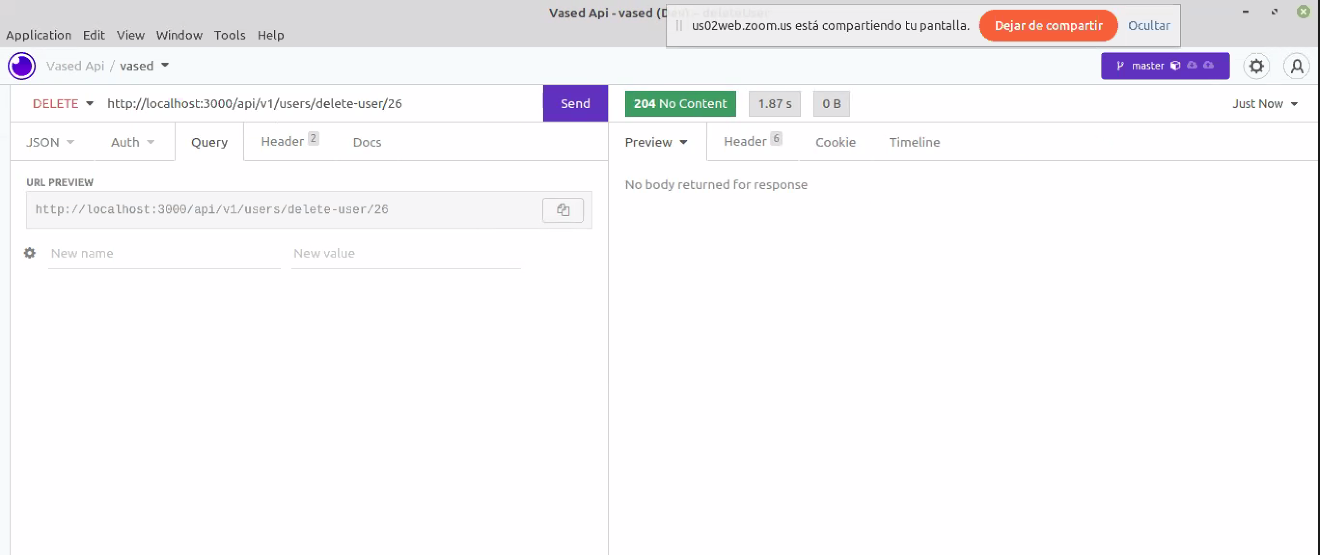 Vased Api - vased (De
us02web.zoom.us está compartiendo tu pantalla. Dejar de compartir Ocultar
Application Edit View Window Tools Help
Vased Api / vased master
DELETE http://localhost:3000/api/v1/users/delete-user/26 Send 204 No Content 1.87 s 0 B Just Now
JSON Auth Query Header 2 Docs Preview Header 6 Cookie Timeline
URL PREVIEW
No body returned for response
http://localhost:3000/api/v1/users/delete-user/26
New name New value